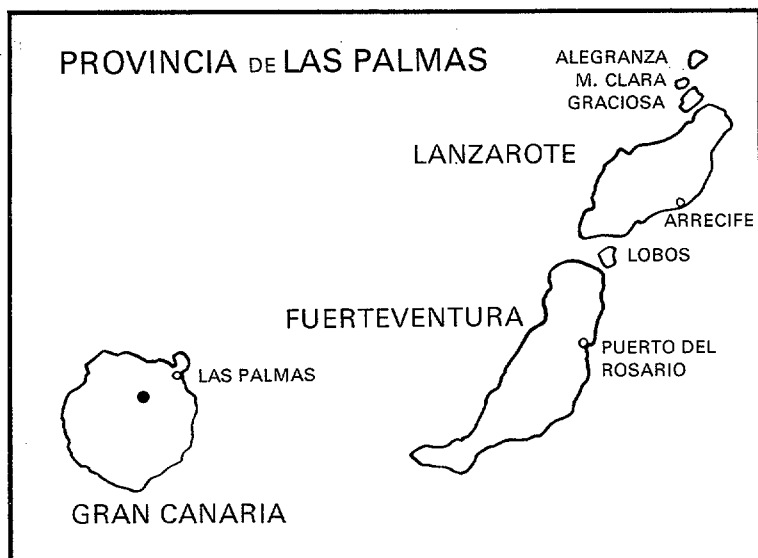 PROVINCIA DE LAS PALMAS
ALEGRANZA
M. CLARA
GRACIOSA
LANZAROTE
ARRECIFE
LOBOS
FUERTEVENTURA
PUERTO DEL
ROSARIO
LAS PALMAS
GRAN CANARIA